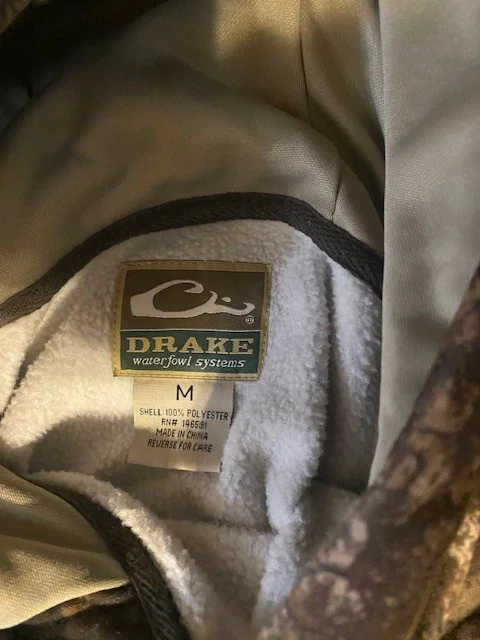 DRAKE
waterfowl systems
M
SHELL: 100% POLYESTER
RN# 146591
MADE IN CHINA
REVERSE FOR CARE